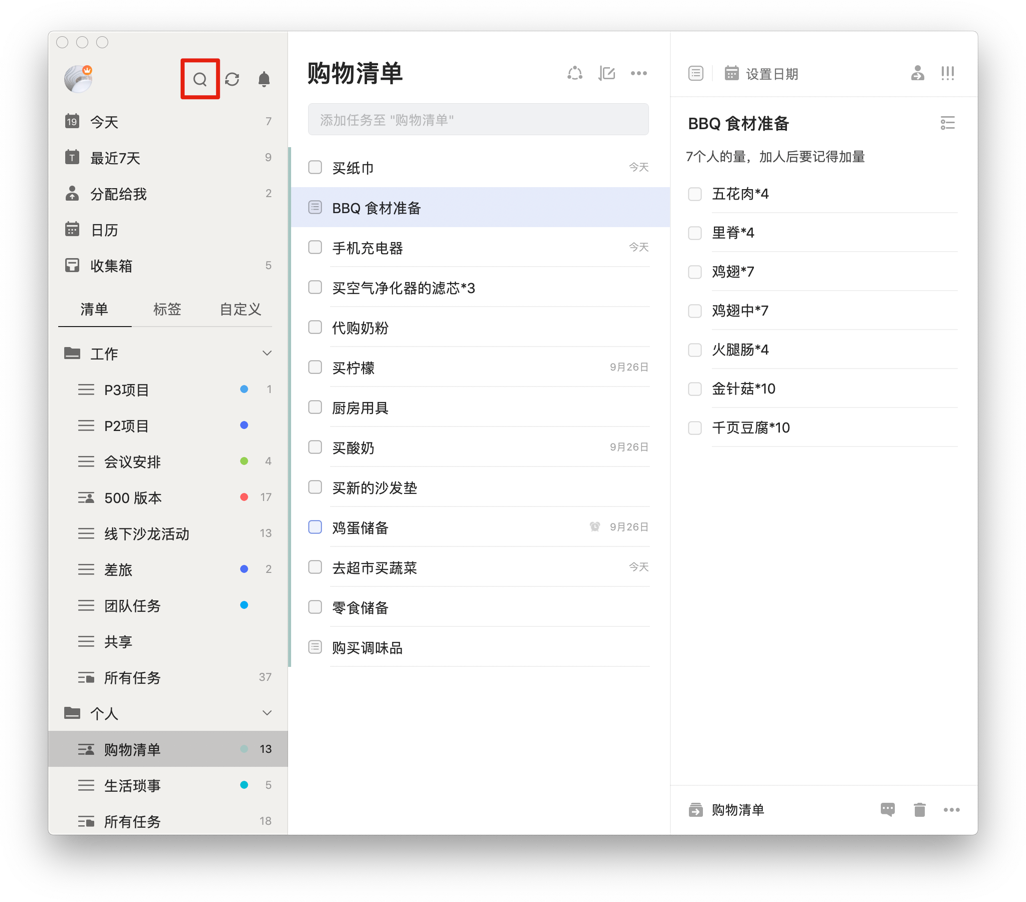 19 今天 7
T 最近7天 9
分配给我 2
日历
收集箱 5
清单 标签 自定义
工作
P3项目 1
P2项目
会议安排 4
500 版本 17
线下沙龙活动 13
差旅 2
团队任务
共享
所有任务 37
个人
购物清单 13
生活琐事 5
所有任务 18
购物清单
添加任务至 "购物清单"
买纸巾 今天
BBQ 食材准备
手机充电器 今天
买空气净化器的滤芯*3
代购奶粉
买柠檬 9月26日
厨房用具
买酸奶 9月26日
买新的沙发垫
鸡蛋储备 9月26日
去超市买蔬菜 今天
零食储备
购买调味品
设置日期
BBQ 食材准备
7个人的量，加人后要记得加量
五花肉*4
里脊*4
鸡翅*7
鸡翅中*7
火腿肠*4
金针菇*10
千页豆腐*10
购物清单